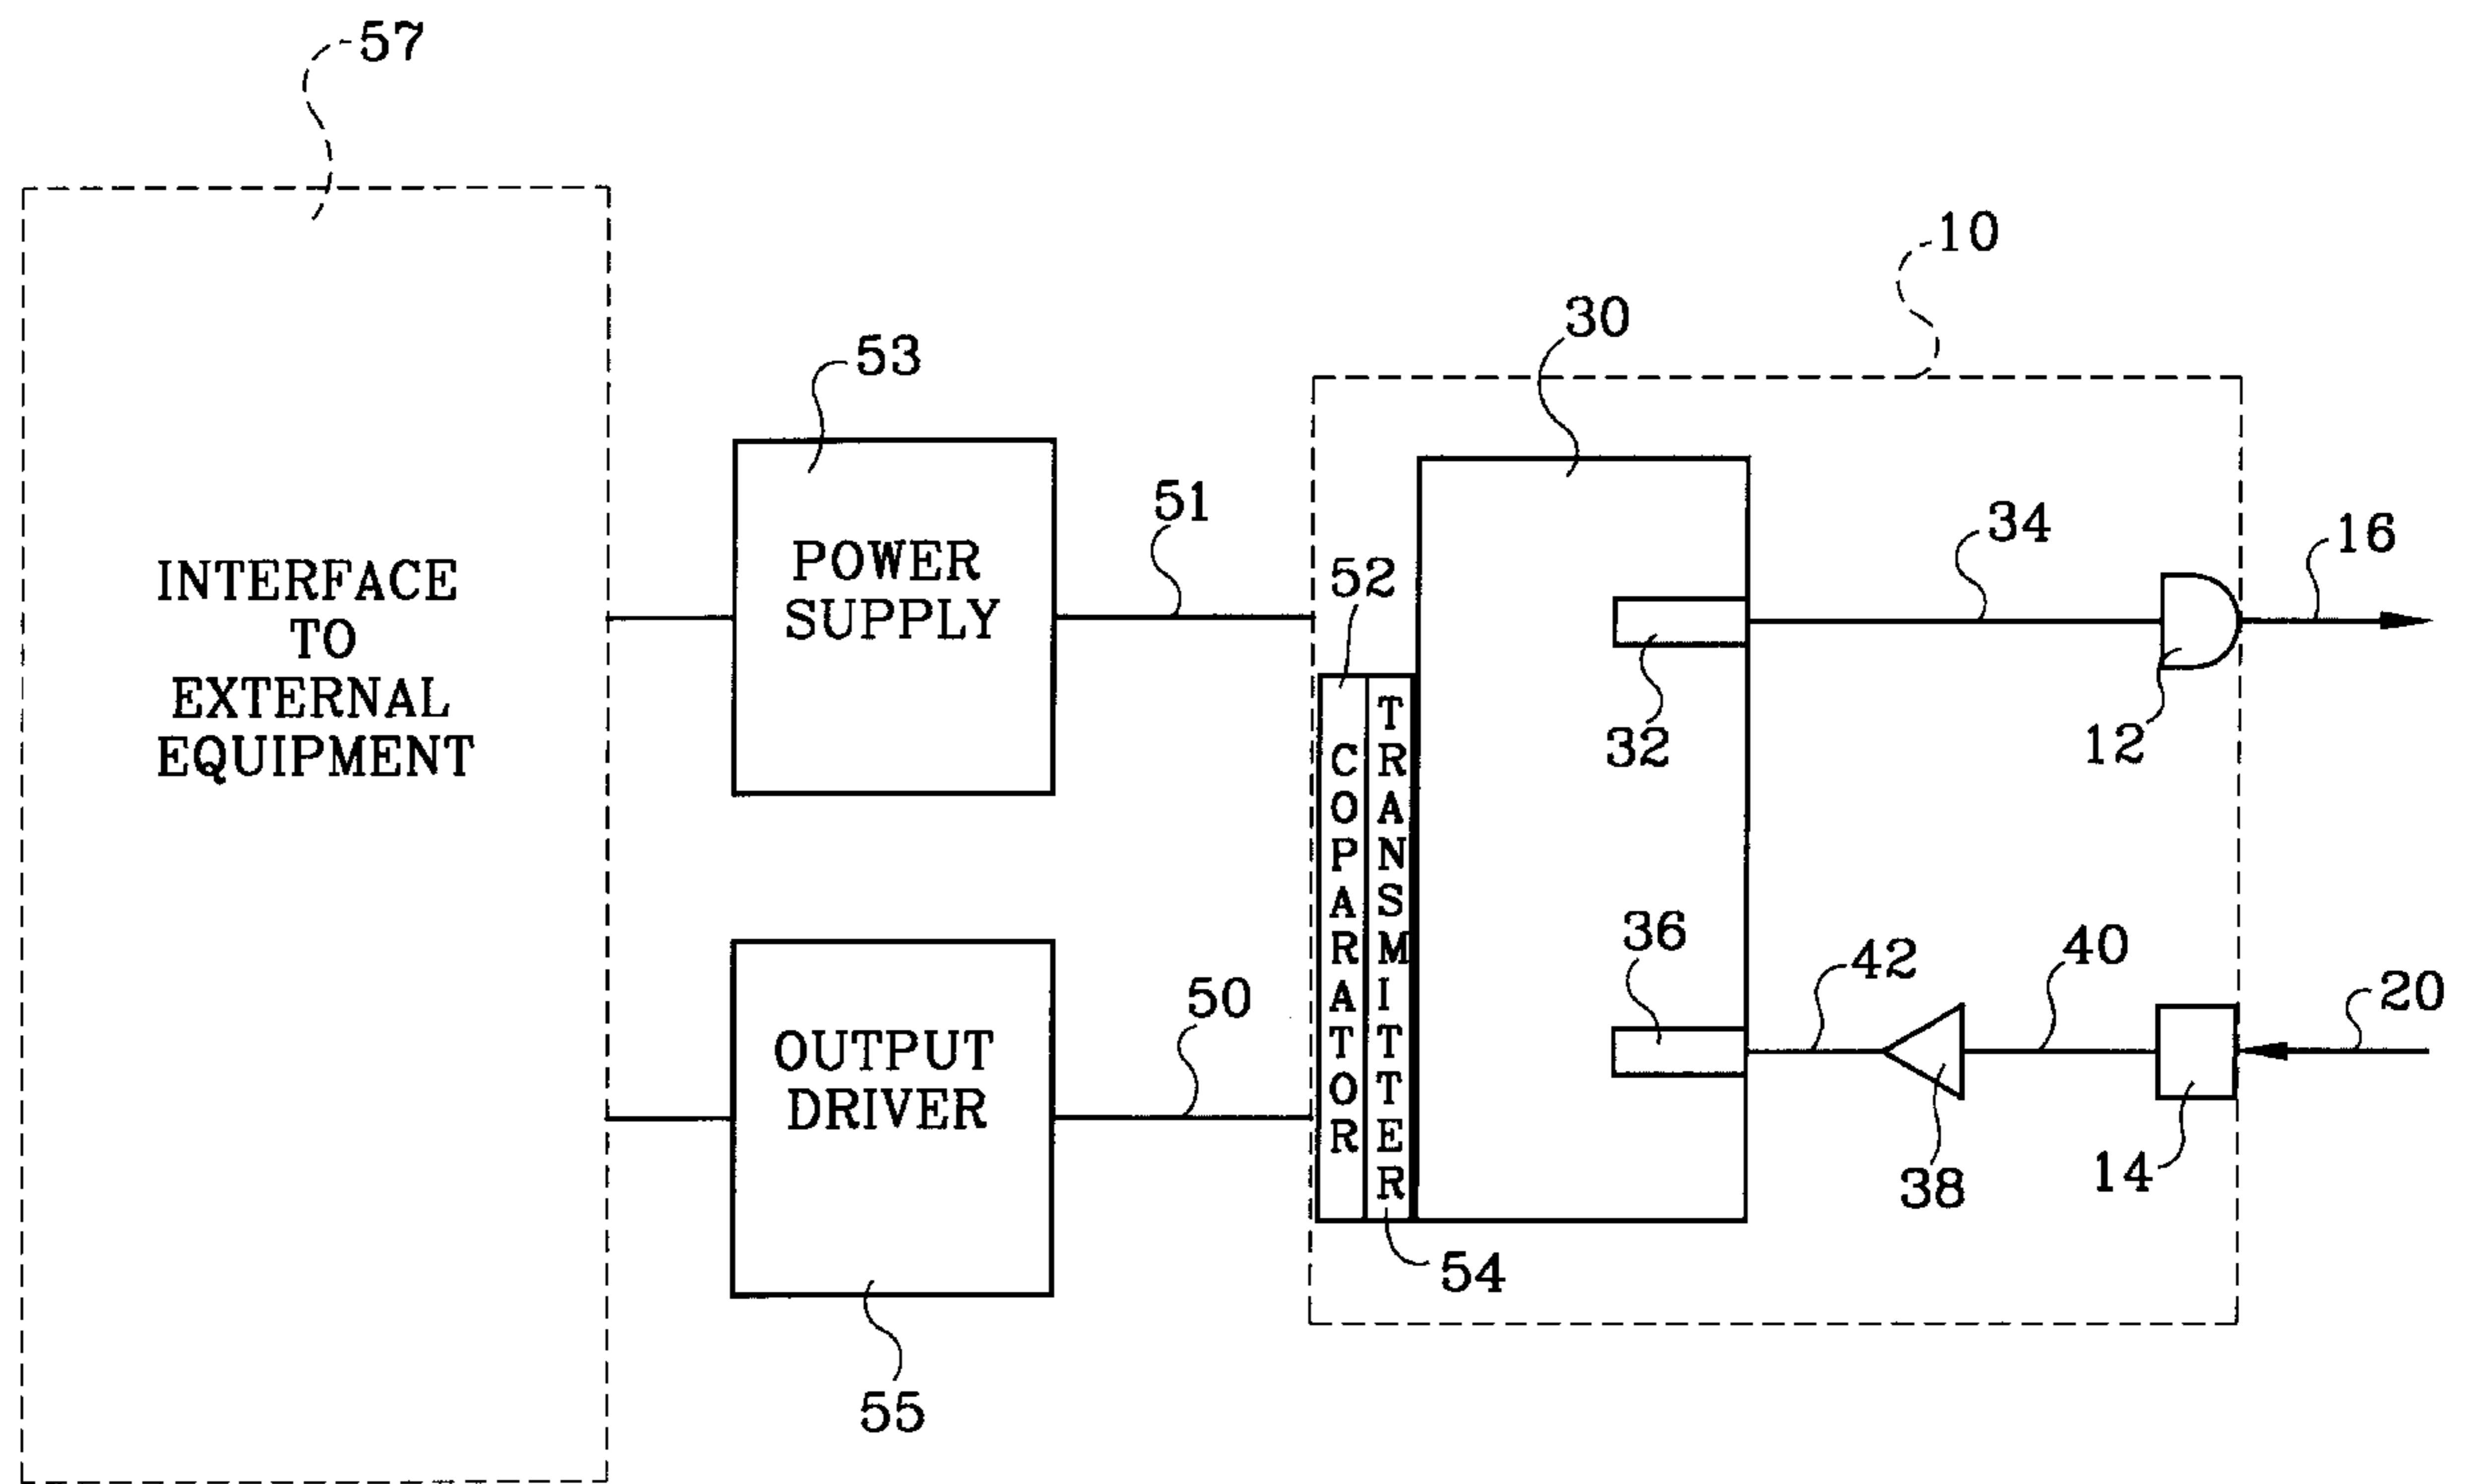 57
10
30
53
51
34
16
52
INTERFACE
TO
EXTERNAL
EQUIPMENT
POWER
SUPPLY
32
12
COPARATOR
TRANSMITTER
36
42
40
20
50
OUTPUT
DRIVER
38
14
54
55